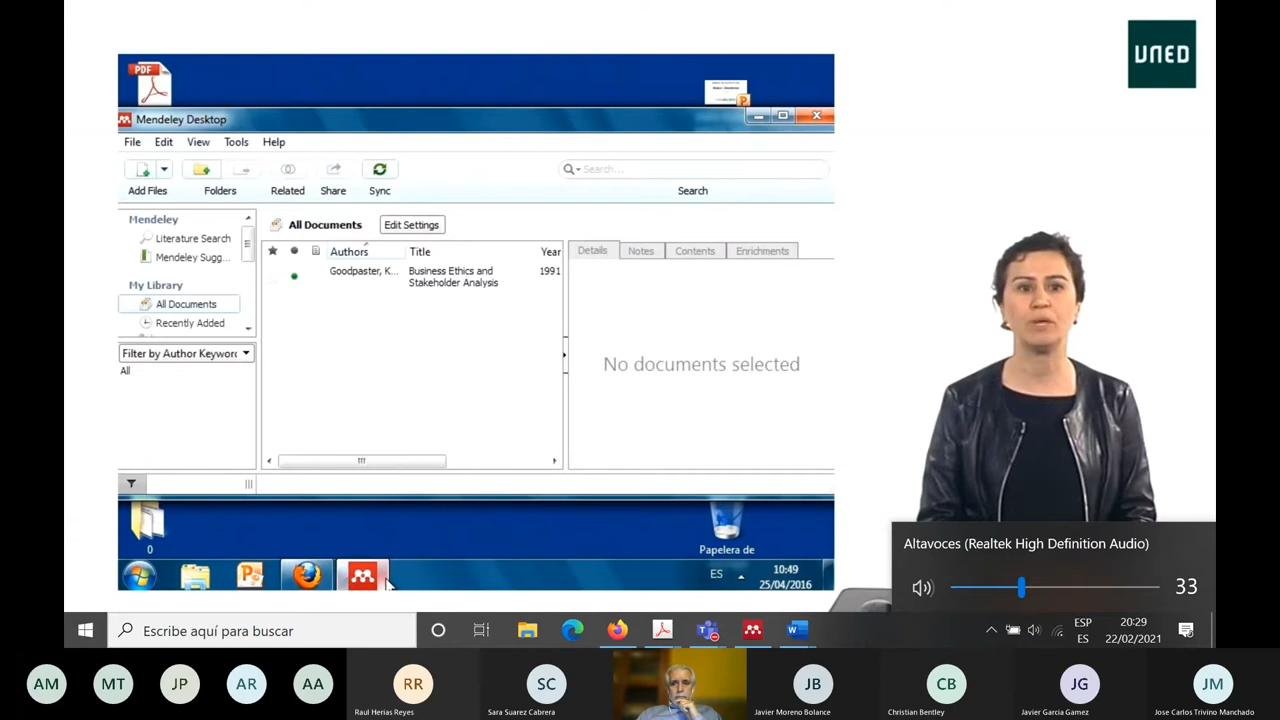 UNED
PDF
Mendeley Desktop
File Edit View Tools Help
Add Files Folders Related Share Sync
Search...
Search
Mendeley
Literature Search
Mendeley Sugg...
My Library
All Documents
Recently Added
Filter by Author Keyword
All
All Documents Edit Settings
Authors Title Year
Goodpaster, K... Business Ethics and 1991
Stakeholder Analysis
Details Notes Contents Enrichments
No documents selected
0
Papelera de
ES
10:49
25/04/2016
Altavoces (Realtek High Definition Audio)
33
Escribe aquí para buscar
ESP
ES
20:29
22/02/2021
AM MT JP AR AA RR SC JB CB JG JM
Raul Herias Reyes Sara Suarez Cabrera Javier Moreno Bolance Christian Bentley Javier Garcia Gamez Jose Carlos Trivino Manchado